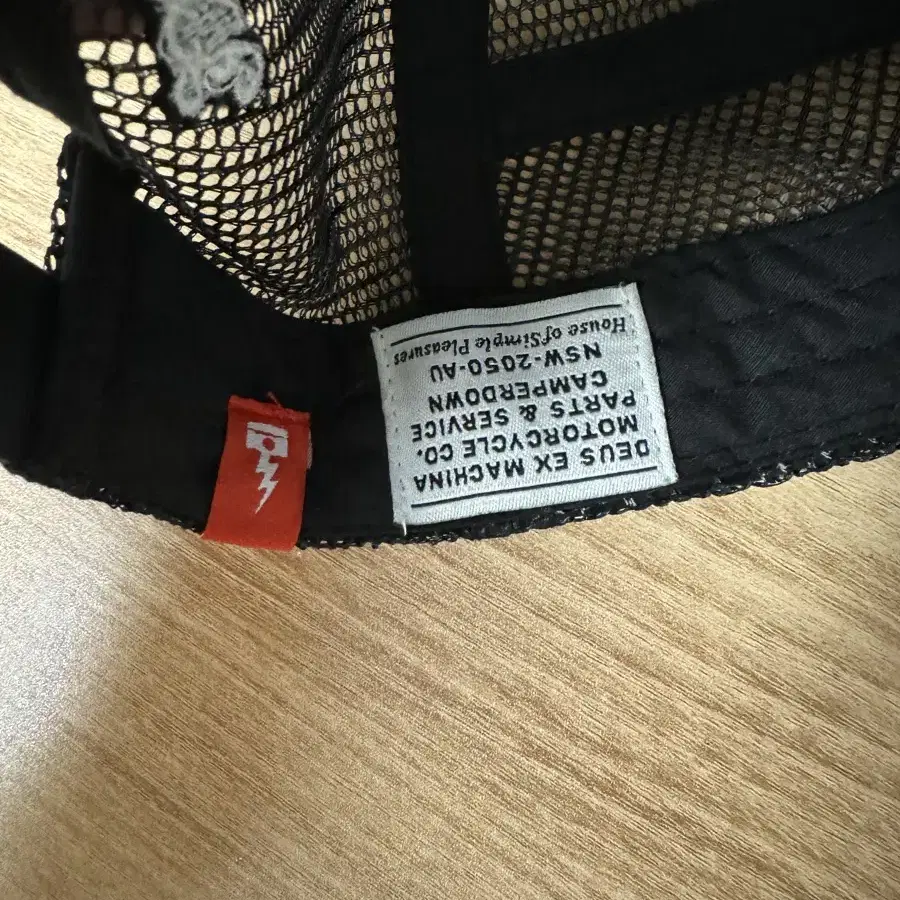 DEUS EX MACHINA
MOTORCYCLE CO.
PARTS & SERVICE
CAMPERDOWN
NSW-2050-AU
House of Simple Pleasures